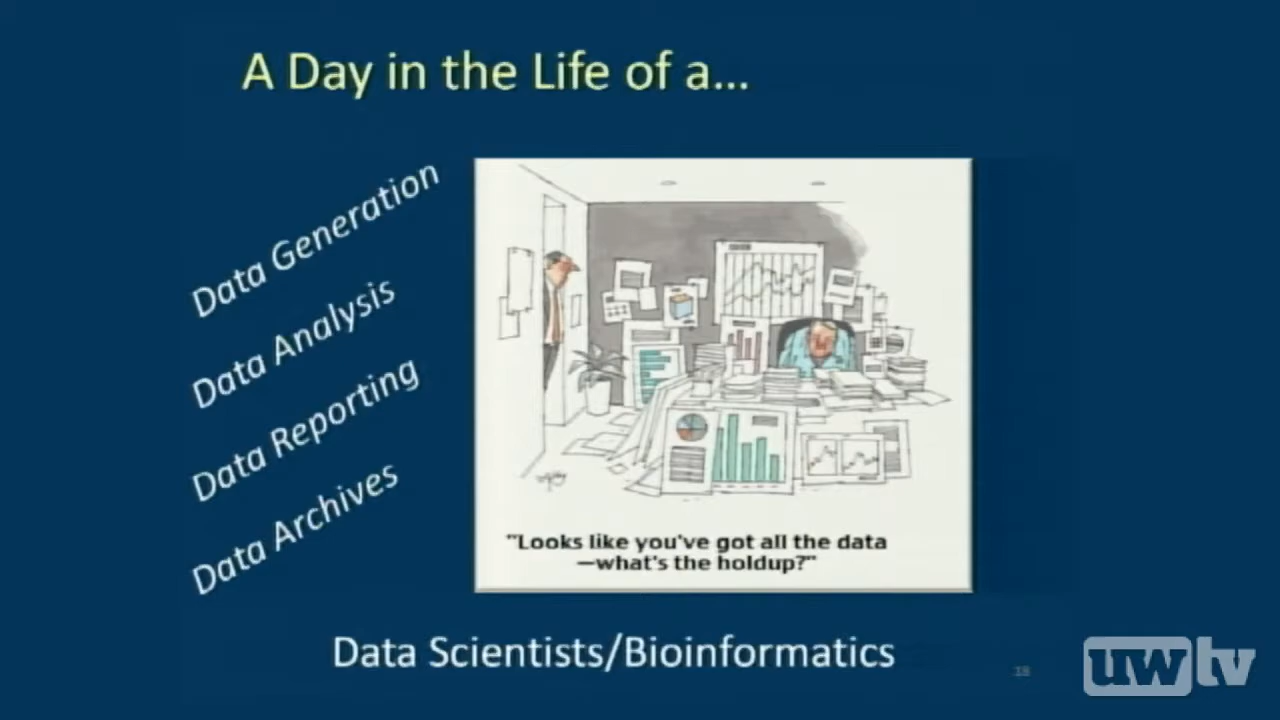 A Day in the Life of a...
Data Generation
Data Analysis
Data Reporting
Data Archives
"Looks like you've got all the data
—what's the holdup?"
Data Scientists/Bioinformatics
uwtv